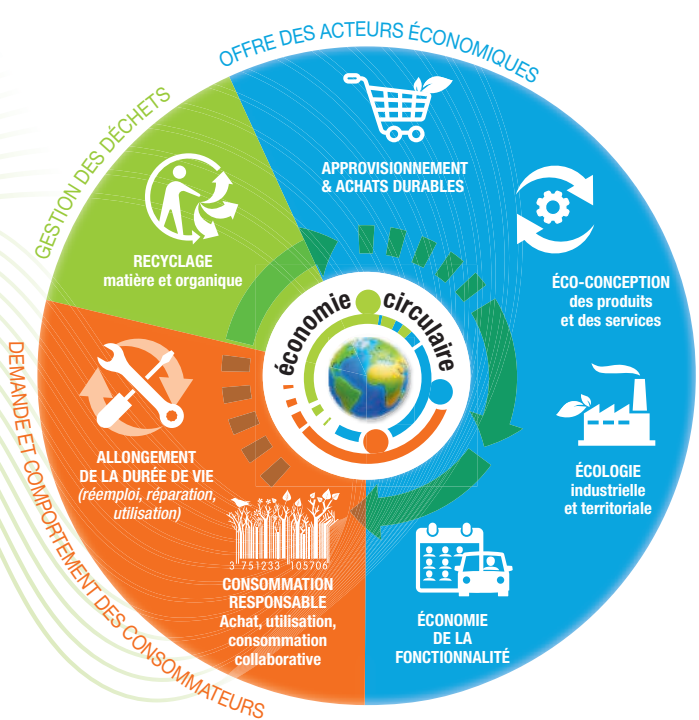 OFFRE DES ACTEURS ÉCONOMIQUES
APPROVISIONNEMENT
& ACHATS DURABLES
ÉCO-CONCEPTION
des produits
et des services
ÉCOLOGIE
industrielle
et territoriale
ÉCONOMIE
DE LA
FONCTIONNALITÉ
DEMANDE ET COMPORTEMENT DES CONSOMMATEURS
3 751233 105706
CONSOMMATION
RESPONSABLE
Achat, utilisation,
consommation
collaborative
ALLONGEMENT
DE LA DURÉE DE VIE
(réemploi, réparation,
utilisation)
GESTION DES DÉCHETS
RECYCLAGE
matière et organique
économie circulaire